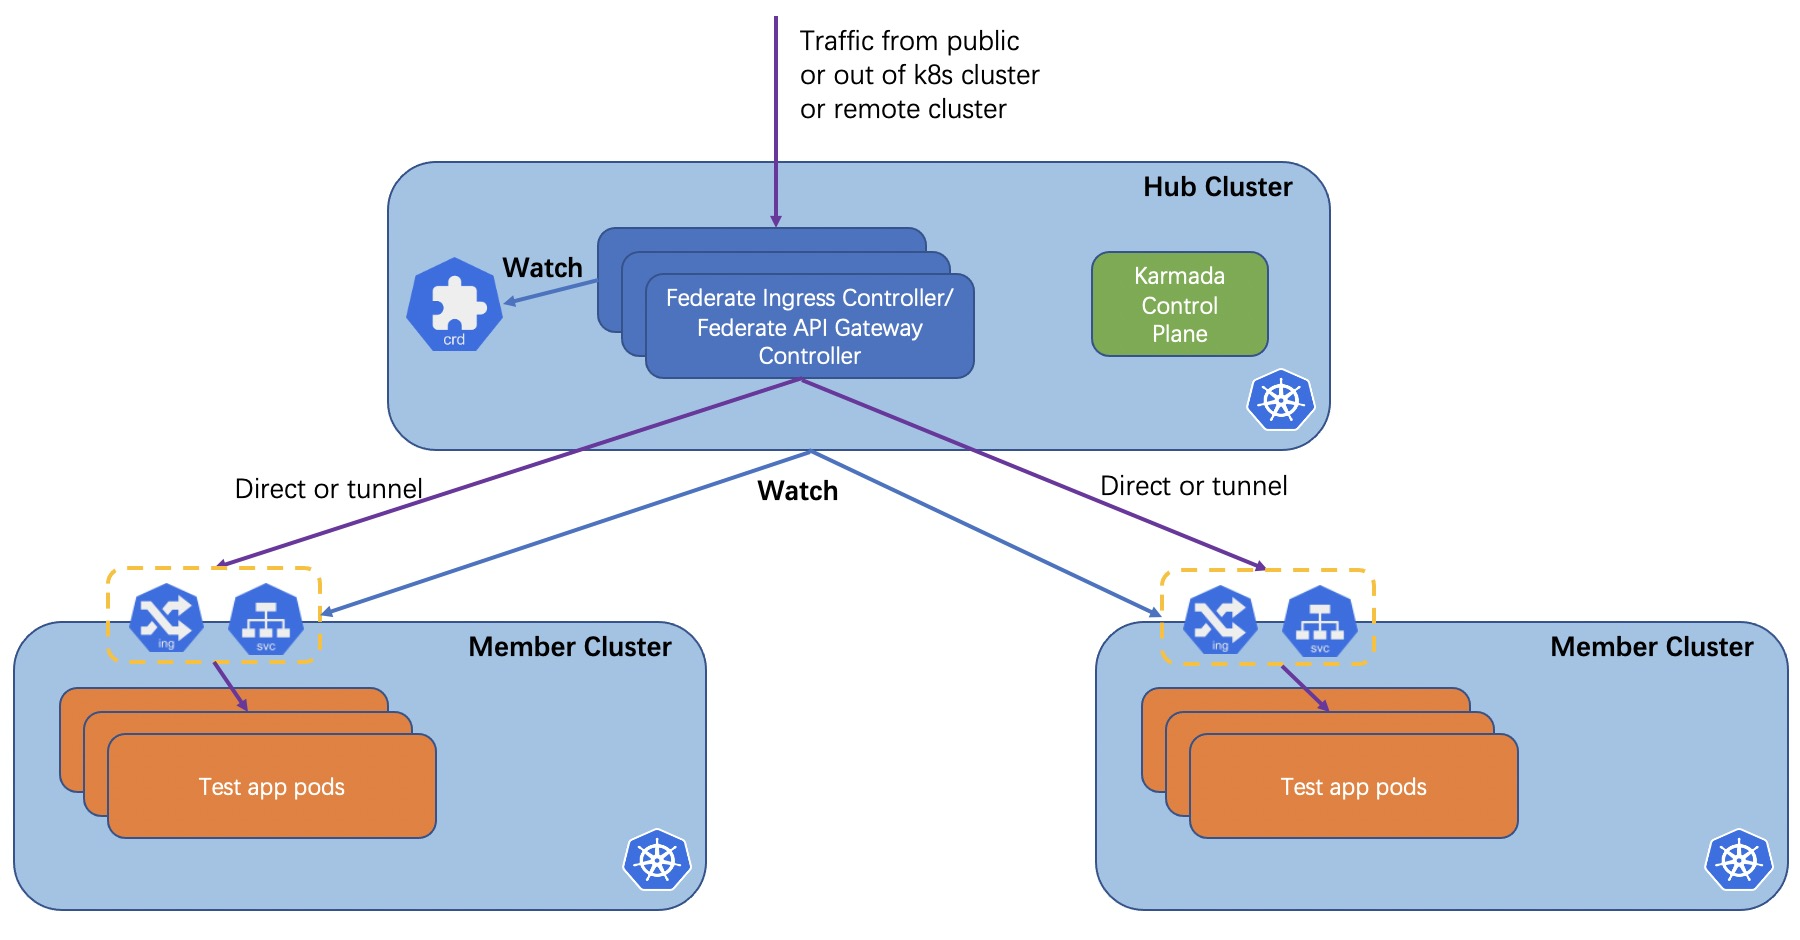 Traffic from public
or out of k8s cluster
or remote cluster
Hub Cluster
Watch
crd
Federate Ingress Controller/
Federate API Gateway
Controller
Karmada
Control
Plane
Direct or tunnel
Watch
Direct or tunnel
ing
svc
Member Cluster
Test app pods
ing
svc
Member Cluster
Test app pods